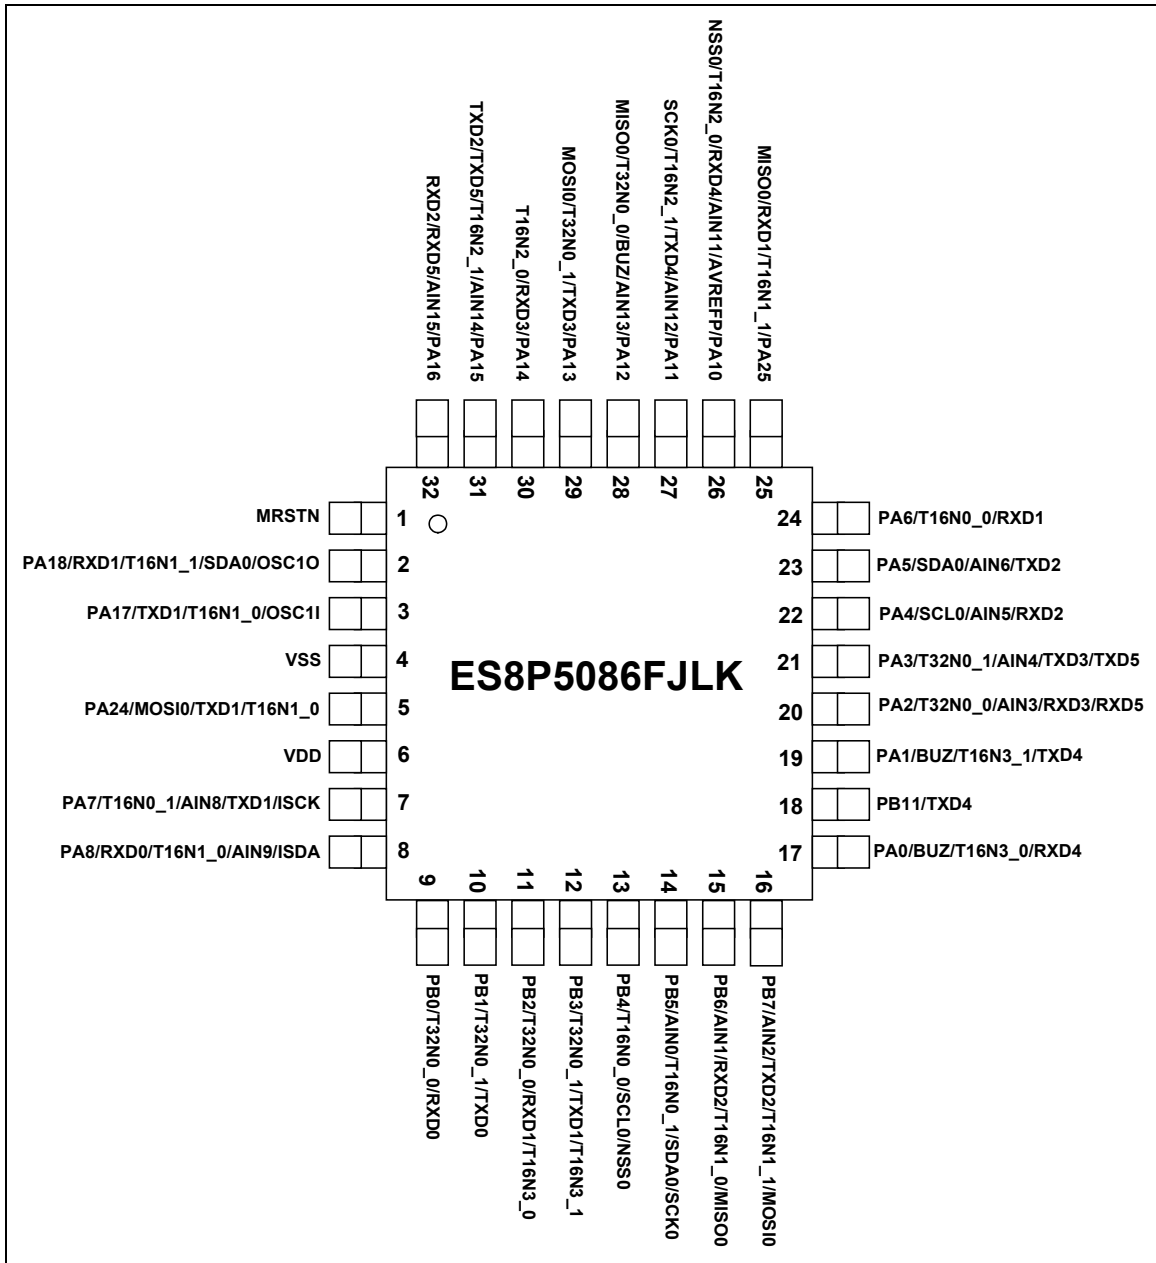 RXD2/RXD5/AIN15/PA16
TXD2/TXD5/T16N2_1/AIN14/PA15
T16N2_0/RXD3/PA14
MOSI0/T32N0_1/TXD3/PA13
MISO0/T32N0_0/BUZ/AIN13/PA12
SCK0/T16N2_1/TXD4/AIN12/PA11
NSS0/T16N2_0/RXD4/AIN11/AVREFP/PA10
MISO0/RXD1/T16N1_1/PA25
32
31
30
29
28
27
26
25
MRSTN
1
PA18/RXD1/T16N1_1/SDA0/OSC1O
2
PA17/TXD1/T16N1_0/OSC1I
3
VSS
4
PA24/MOSI0/TXD1/T16N1_0
5
VDD
6
PA7/T16N0_1/AIN8/TXD1/ISCK
7
PA8/RXD0/T16N1_0/AIN9/ISDA
8
ES8P5086FJLK
24
PA6/T16N0_0/RXD1
23
PA5/SDA0/AIN6/TXD2
22
PA4/SCL0/AIN5/RXD2
21
PA3/T32N0_1/AIN4/TXD3/TXD5
20
PA2/T32N0_0/AIN3/RXD3/RXD5
19
PA1/BUZ/T16N3_1/TXD4
18
PB11/TXD4
17
PA0/BUZ/T16N3_0/RXD4
9
10
11
12
13
14
15
16
PB0/T32N0_0/RXD0
PB1/T32N0_1/TXD0
PB2/T32N0_0/RXD1/T16N3_0
PB3/T32N0_1/TXD1/T16N3_1
PB4/T16N0_0/SCL0/NSS0
PB5/AIN0/T16N0_1/SDA0/SCK0
PB6/AIN1/RXD2/T16N1_0/MISO0
PB7/AIN2/TXD2/T16N1_1/MOSI0